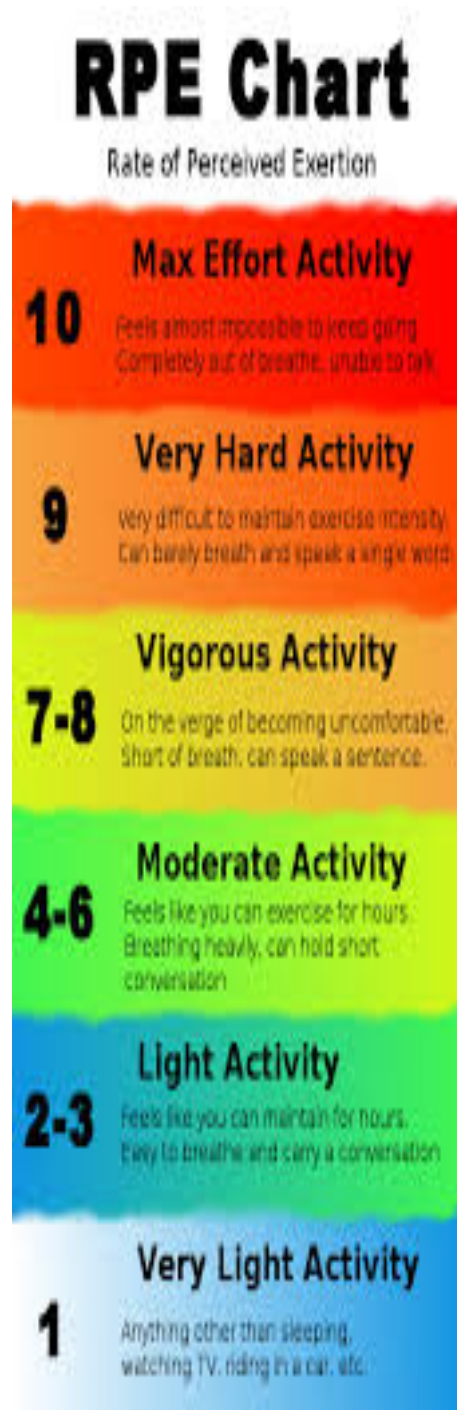 RPE Chart
Rate of Perceived Exertion
Max Effort Activity
10
Feels almost impossible to keep going
Completely out of breathe, unable to talk
Very Hard Activity
9
Very difficult to maintain exercise intensity.
Can barely breath and speak a single word
Vigorous Activity
7-8
On the verge of becoming uncomfortable.
Short of breath, can speak a sentence.
Moderate Activity
4-6
Feels like you can exercise for hours.
Breathing heavily, can hold short
conversation
Light Activity
2-3
Feels like you can maintain for hours.
Easy to breathe and carry a conversation
Very Light Activity
1
Anything other than sleeping,
watching TV, riding in a car, etc.